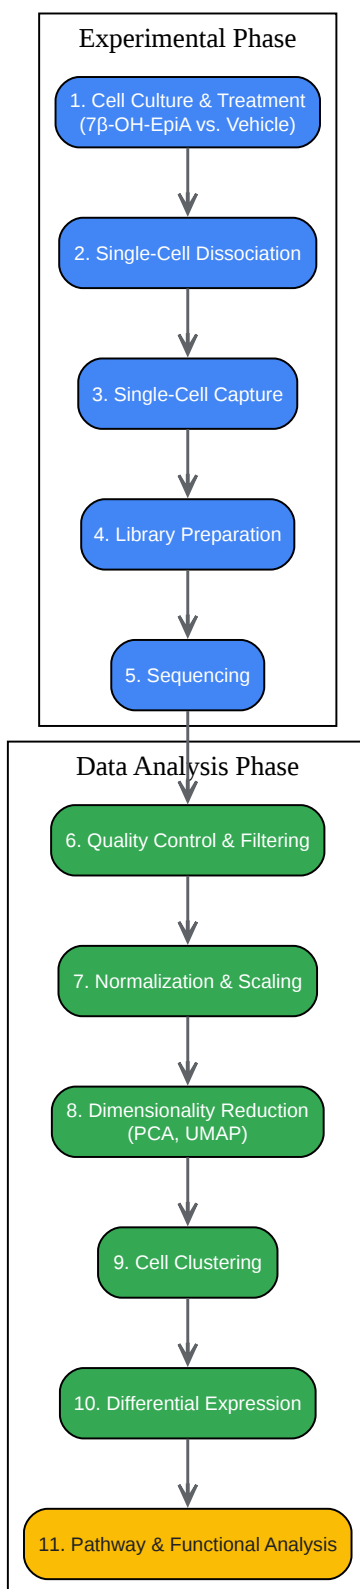 Experimental Phase
1. Cell Culture & Treatment
(7β-OH-EpiA vs. Vehicle)
2. Single-Cell Dissociation
3. Single-Cell Capture
4. Library Preparation
5. Sequencing
Data Analysis Phase
6. Quality Control & Filtering
7. Normalization & Scaling
8. Dimensionality Reduction
(PCA, UMAP)
9. Cell Clustering
10. Differential Expression
11. Pathway & Functional Analysis